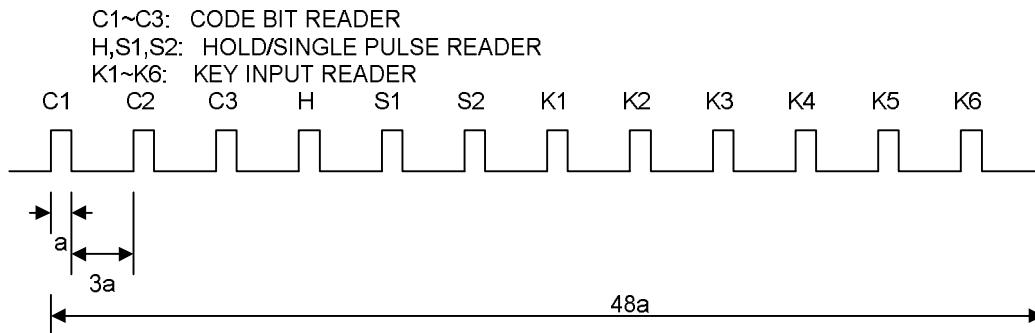 C1~C3: CODE BIT READER
H,S1,S2: HOLD/SINGLE PULSE READER
K1~K6: KEY INPUT READER
C1 C2 C3 H S1 S2 K1 K2 K3 K4 K5 K6
a
3a
48a